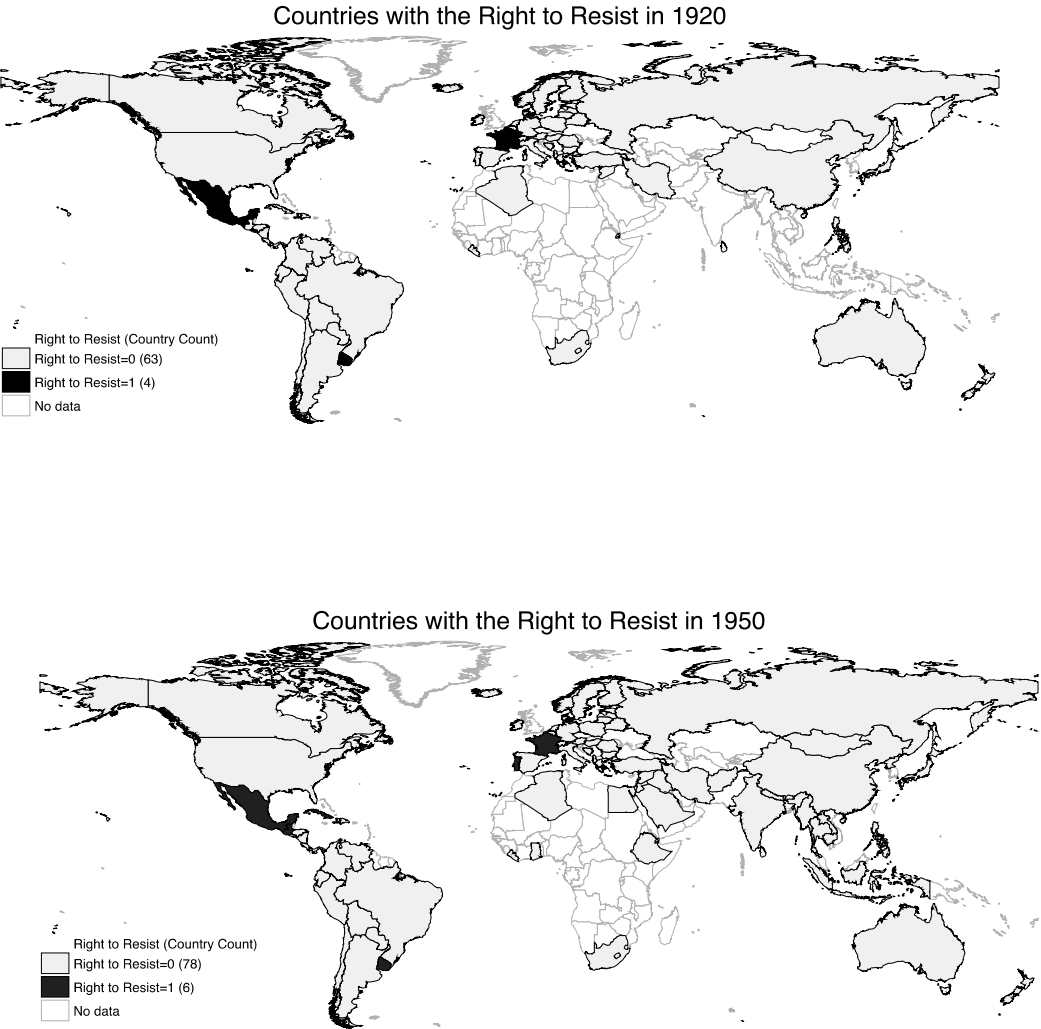 Countries with the Right to Resist in 1920
Right to Resist (Country Count)
Right to Resist=0 (63)
Right to Resist=1 (4)
No data
Countries with the Right to Resist in 1950
Right to Resist (Country Count)
Right to Resist=0 (78)
Right to Resist=1 (6)
No data